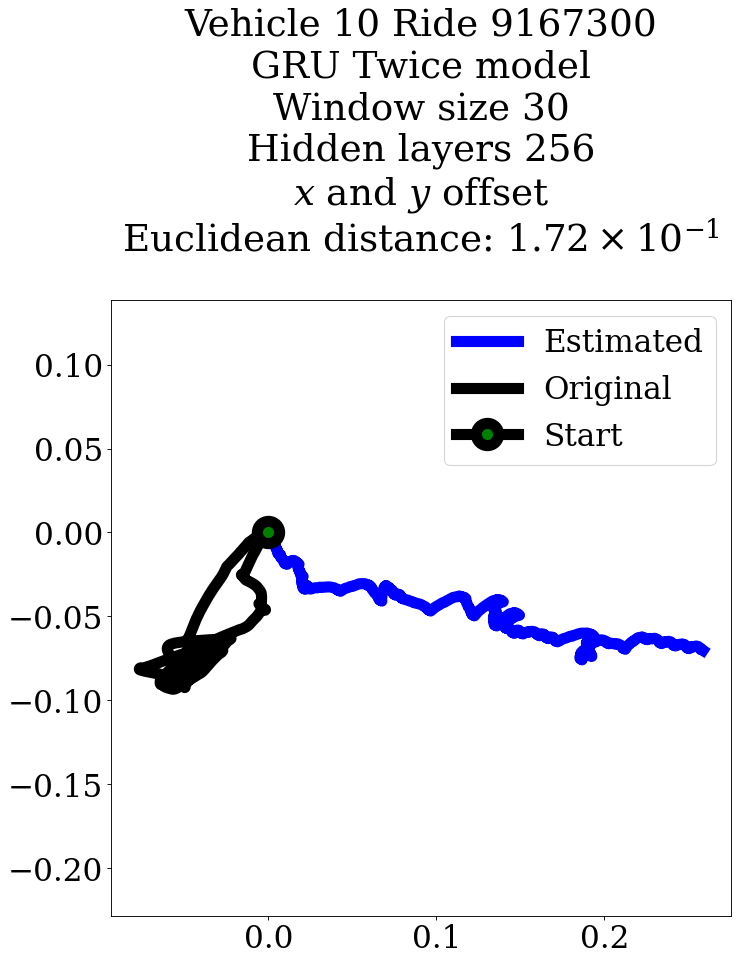 Vehicle 10 Ride 9167300
GRU Twice model
Window size 30
Hidden layers 256
x and y offset
Euclidean distance: 1.72 × 10⁻¹
Estimated
Original
Start
0.10
0.05
0.00
−0.05
−0.10
−0.15
−0.20
0.0 0.1 0.2